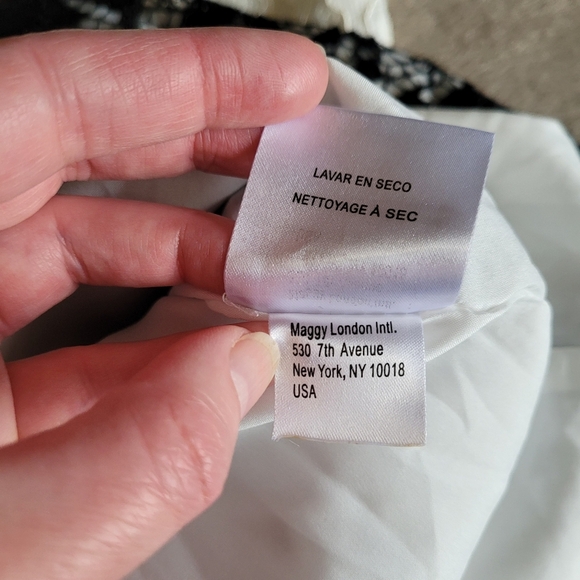 LAVAR EN SECO
NETTOYAGE À SEC
Maggy London Intl.
530 7th Avenue
New York, NY 10018
USA